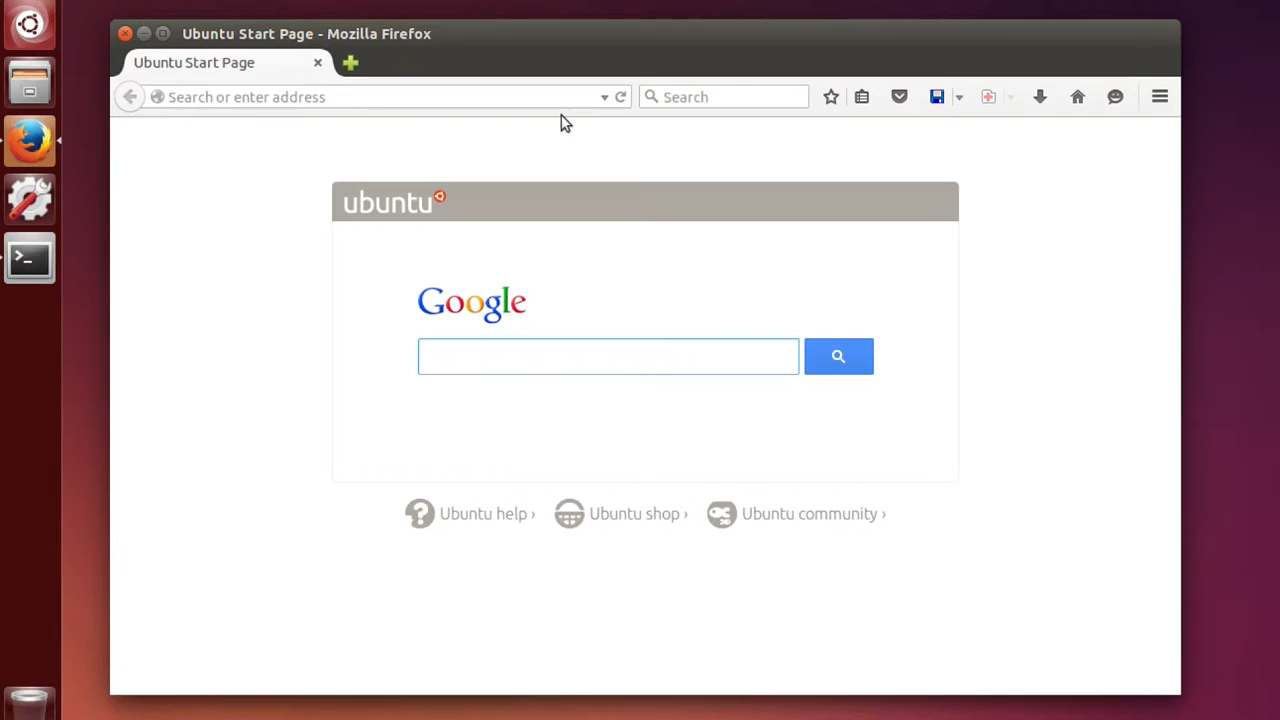 Ubuntu Start Page - Mozilla Firefox
Ubuntu Start Page
Search or enter address
Search
ubuntu
Google
Ubuntu help ›
Ubuntu shop ›
Ubuntu community ›